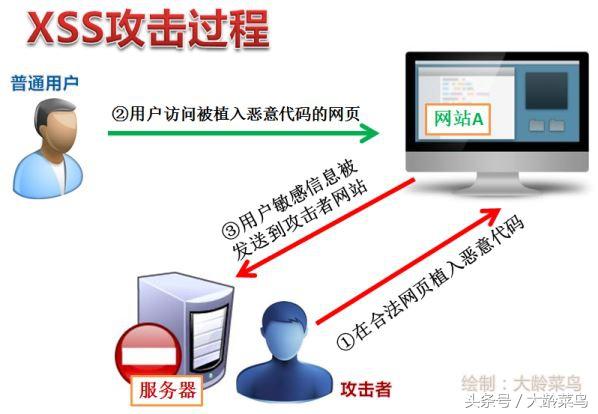 XSS攻击过程
普通用户
②用户访问被植入恶意代码的网页
网站A
③用户敏感信息被
发送到攻击者网站
①在合法网页植入恶意代码
服务器
攻击者
绘制：大龄菜鸟
头条号 / 大龄菜鸟